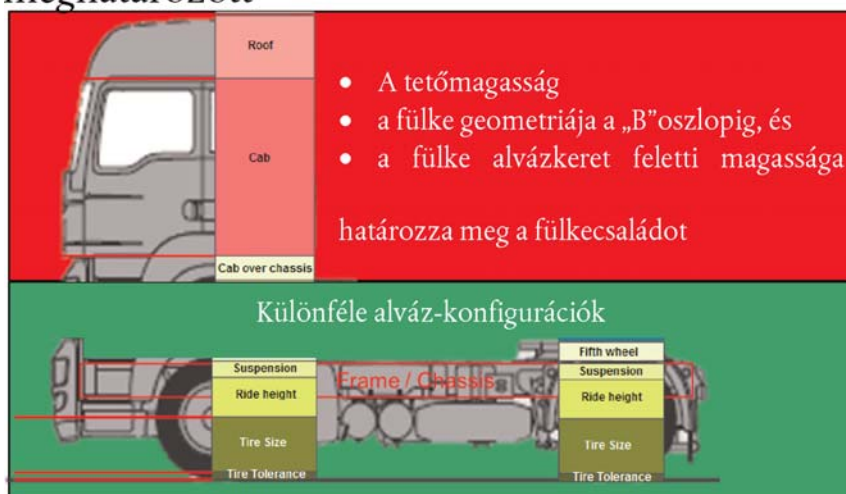 meghatározott
Roof
• A tetőmagasság
• a fülke geometriája a „B”oszlopig, és
Cab
• a fülke alvázkeret feletti magassága
határozza meg a fülkecsaládot
Cab over chassis
Különféle alváz-konfigurációk
Fifth wheel
Suspension
Suspension
Frame / Chassis
Ride height
Ride height
Tire Size
Tire Size
Tire Tolerance
Tire Tolerance